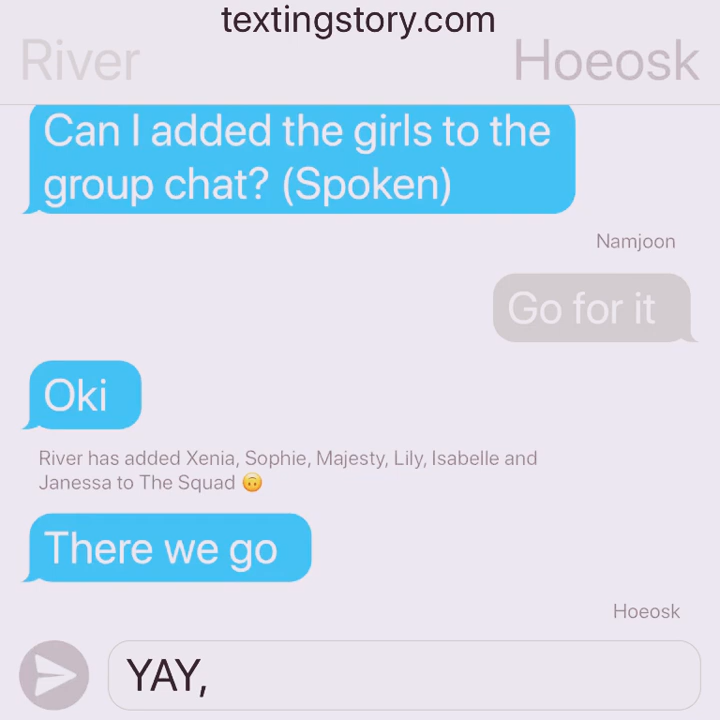 textingstory.com
River
Hoeosk
Can I added the girls to the
group chat? (Spoken)
Namjoon
Go for it
Oki
River has added Xenia, Sophie, Majesty, Lily, Isabelle and
Janessa to The Squad 🙃
There we go
Hoeosk
YAY,